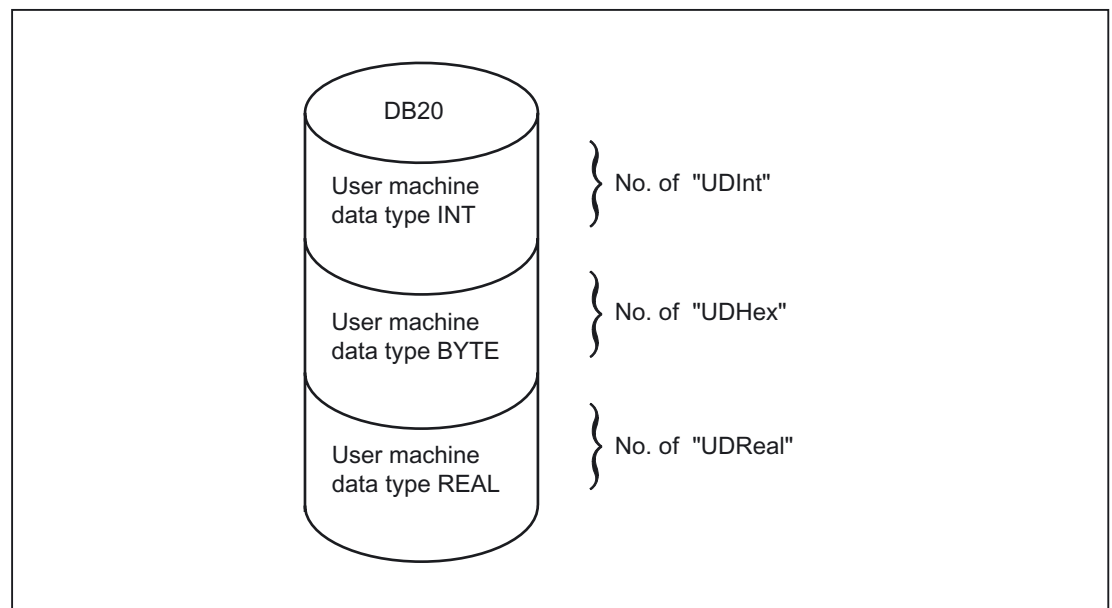 DB20
User machine
data type INT
No. of "UDInt"
User machine
data type BYTE
No. of "UDHex"
User machine
data type REAL
No. of "UDReal"